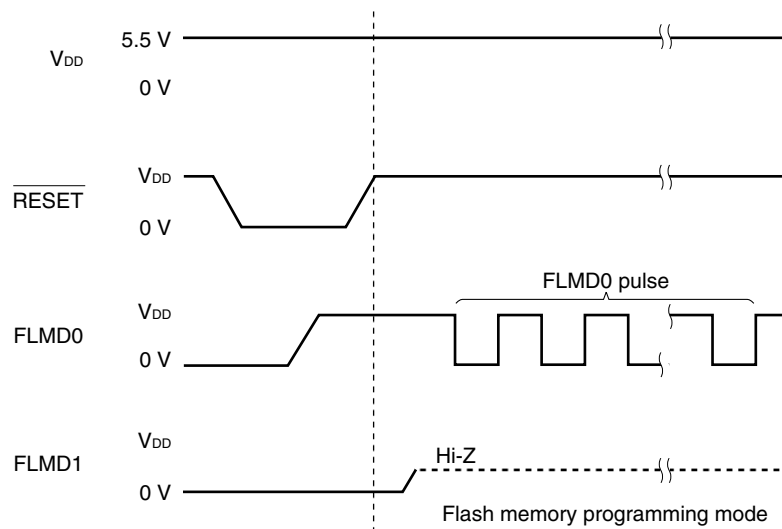 5.5 V
VDD
0 V
VDD
RESET
0 V
FLMD0 pulse
VDD
FLMD0
0 V
VDD
Hi-Z
FLMD1
0 V
Flash memory programming mode